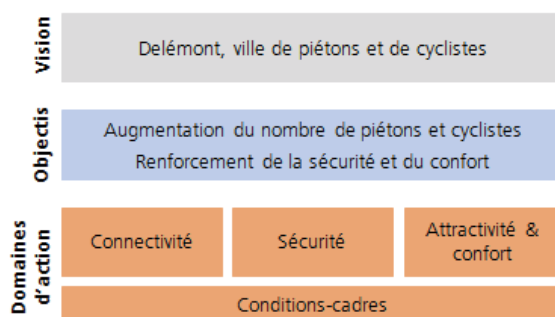 Vision
Delémont, ville de piétons et de cyclistes
Objectis
Augmentation du nombre de piétons et cyclistes
Renforcement de la sécurité et du confort
Domaines
d'action
Connectivité
Sécurité
Attractivité &
confort
Conditions-cadres